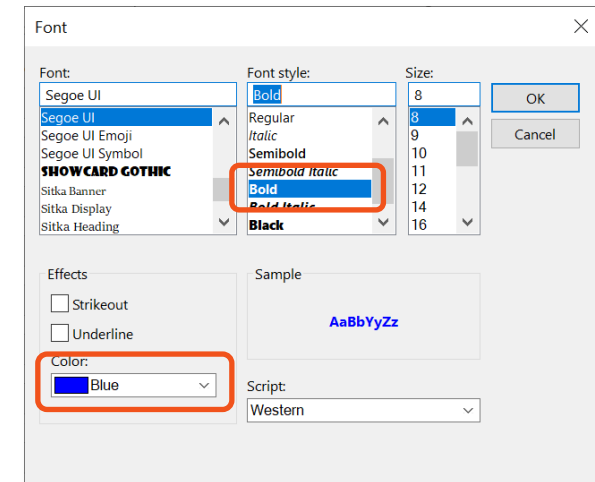 Font
Font:
Font style:
Size:
Segoe UI
Bold
8
OK
Segoe UI
Segoe UI Emoji
Segoe UI Symbol
SHOWCARD GOTHIC
Sitka Banner
Sitka Display
Sitka Heading
Regular
Italic
Semibold
Semibold Italic
Bold
Bold Italic
Black
8
9
10
11
12
14
16
Cancel
Effects
Strikeout
Underline
Color:
Blue
Sample
AaBbYyZz
Script:
Western